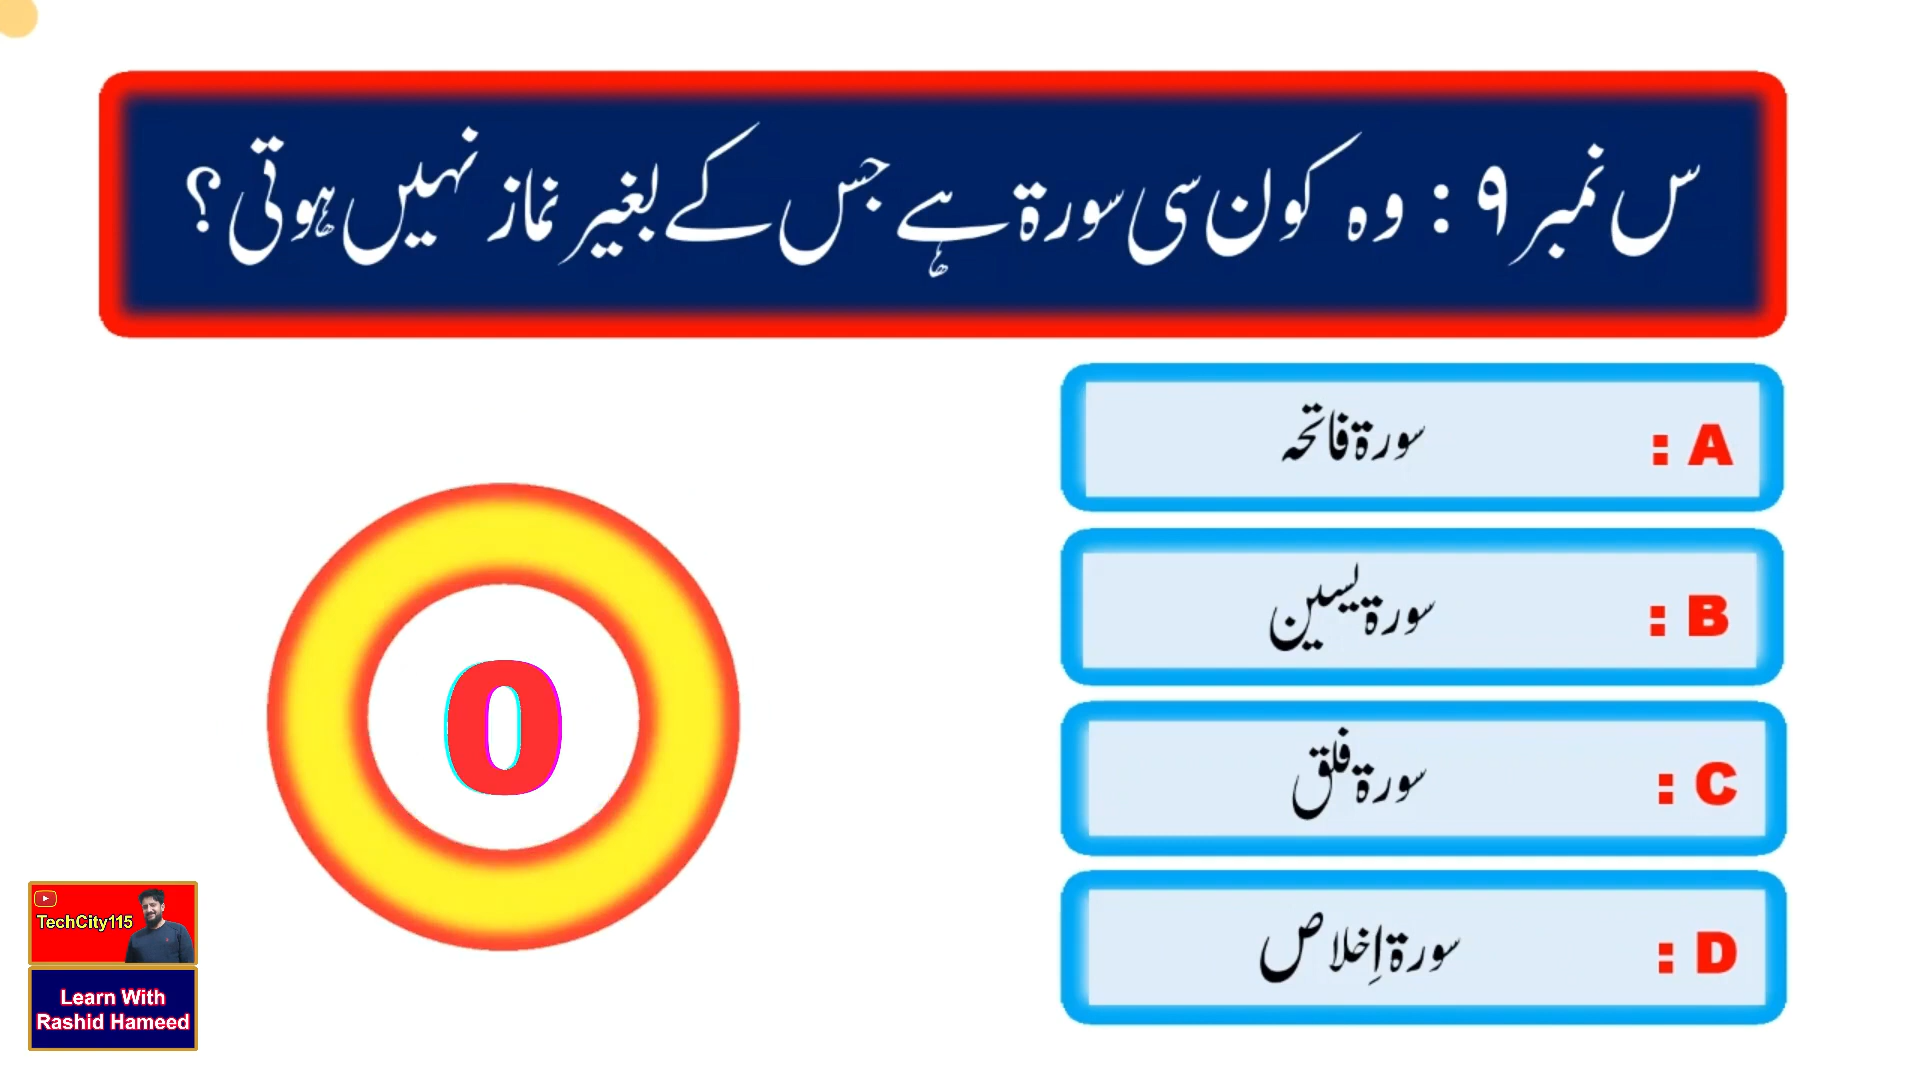 س نمبر ۹ : وہ کون سی سورۃ ہے جس کے بغیر نماز نہیں ہوتی؟
A : سورۃ فاتحہ
B : سورۃ یسین
C : سورۃ فلق
D : سورۃ اِخلاص
0
TechCity115
Learn With
Rashid Hameed